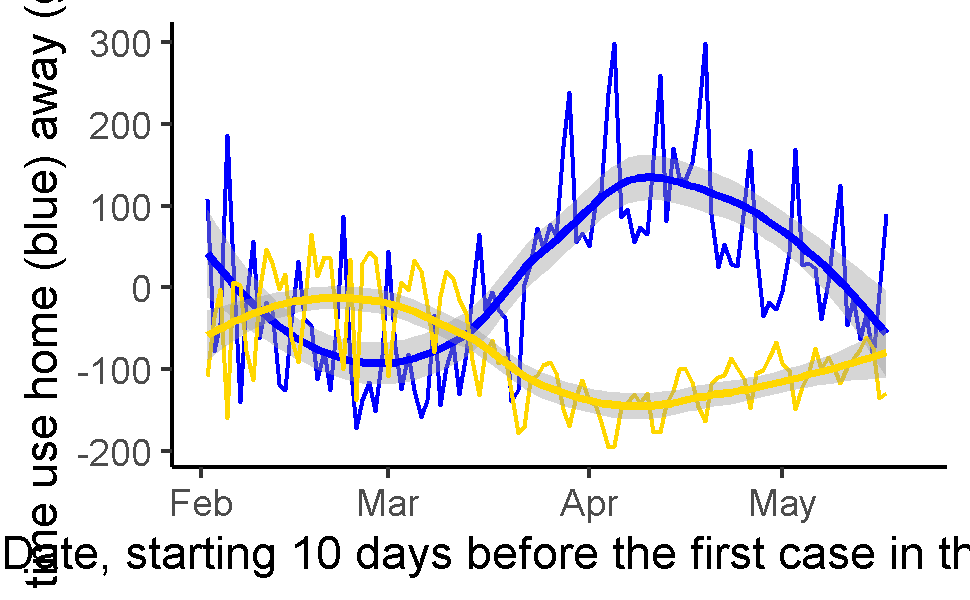 time use home (blue) away (
300
200
100
0
-100
-200
Feb Mar Apr May
Date, starting 10 days before the first case in th